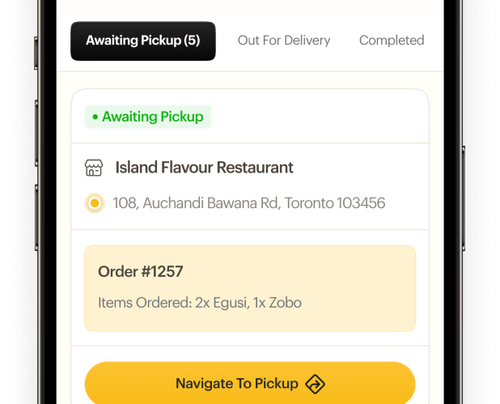 Awaiting Pickup (5) Out For Delivery Completed
Awaiting Pickup
Island Flavour Restaurant
108, Auchandi Bawana Rd, Toronto 103456
Order #1257
Items Ordered: 2x Egusi, 1x Zobo
Navigate To Pickup